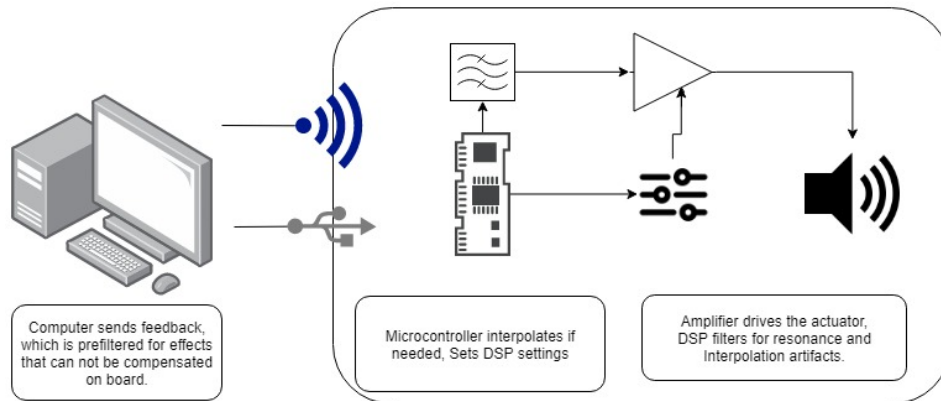 Computer sends feedback,
which is prefiltered for effects
that can not be compensated
on board.
Microcontroller interpolates if
needed, Sets DSP settings
Amplifier drives the actuator,
DSP filters for resonance and
Interpolation artifacts.